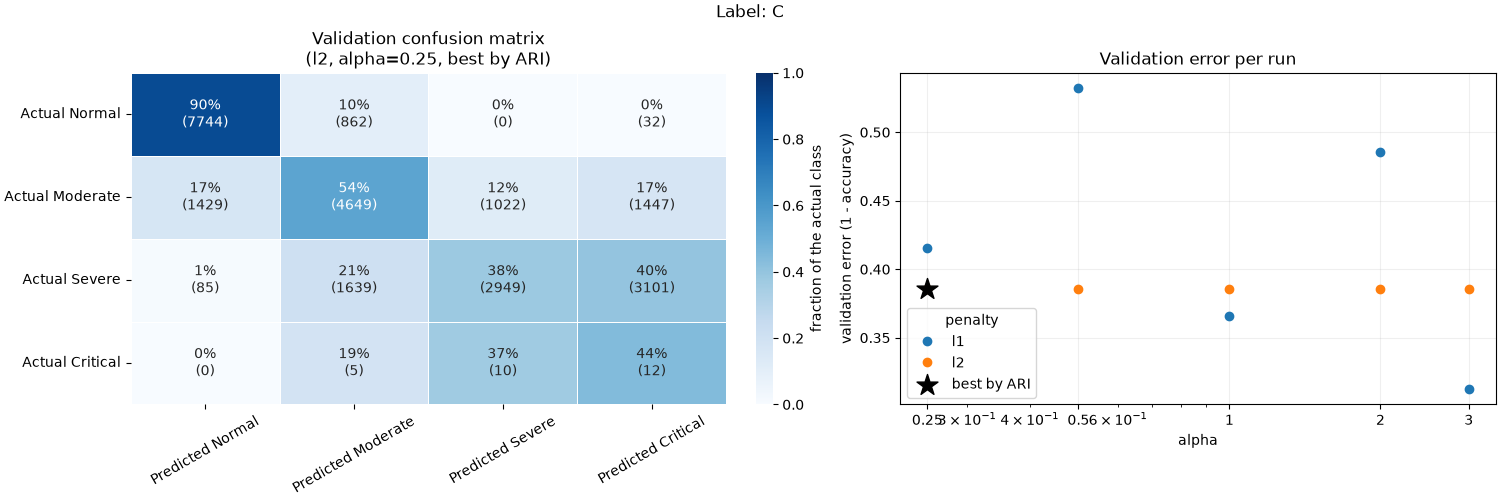 Label: C
Validation confusion matrix
(l2, alpha=0.25, best by ARI)
Actual Normal
90%
(7744)
10%
(862)
0%
(0)
0%
(32)
Actual Moderate
17%
(1429)
54%
(4649)
12%
(1022)
17%
(1447)
Actual Severe
1%
(85)
21%
(1639)
38%
(2949)
40%
(3101)
Actual Critical
0%
(0)
19%
(5)
37%
(10)
44%
(12)
Predicted Normal
Predicted Moderate
Predicted Severe
Predicted Critical
1.0
0.8
0.6
0.4
0.2
0.0
fraction of the actual class
Validation error per run
validation error (1 - accuracy)
0.50
0.45
0.40
0.35
penalty
l1
l2
best by ARI
0.25
3 × 10⁻¹
4 × 10⁻¹
0.5
6 × 10⁻¹
1
2
3
alpha